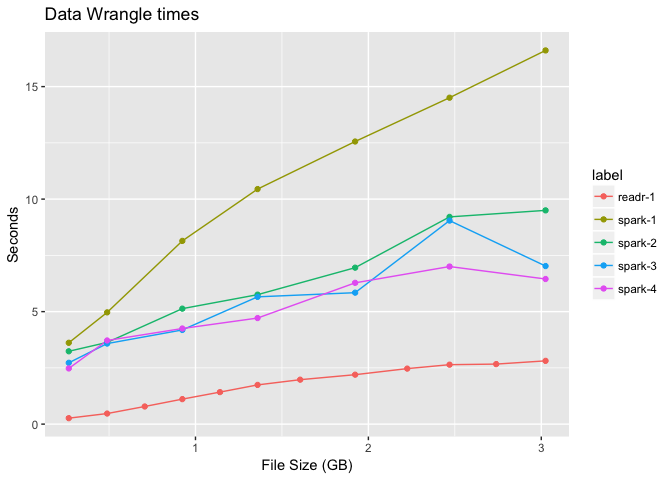 Data Wrangle times
15
10
5
0
Seconds
1
2
3
File Size (GB)
label
readr-1
spark-1
spark-2
spark-3
spark-4